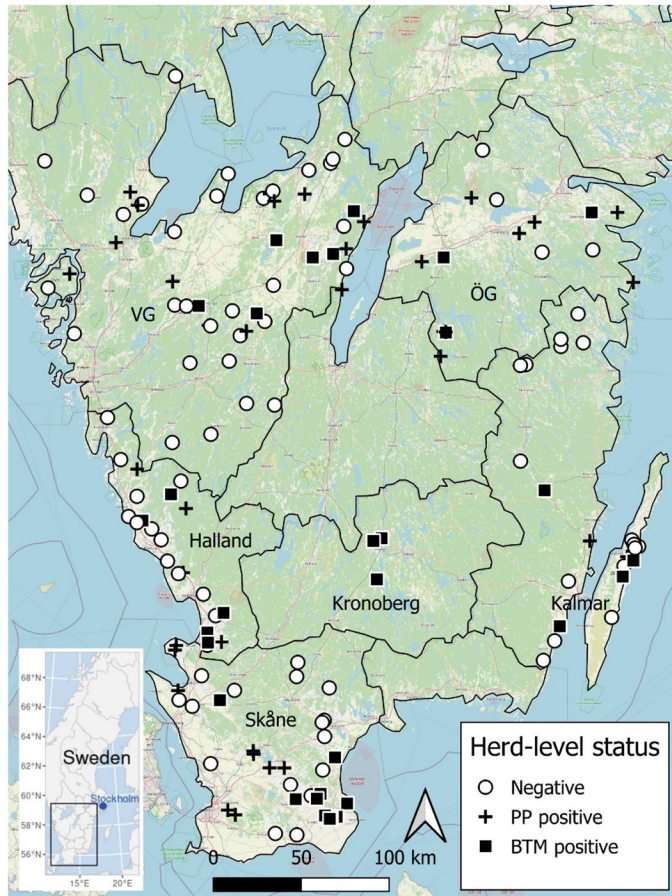 VG
ÖG
Halland
Kronoberg
Kalmar
Skåne
68°N
66°N
64°N
62°N
60°N
58°N
56°N
Sweden
Stockholm
15°E 20°E
0 50 100 km
Herd-level status
Negative
PP positive
BTM positive